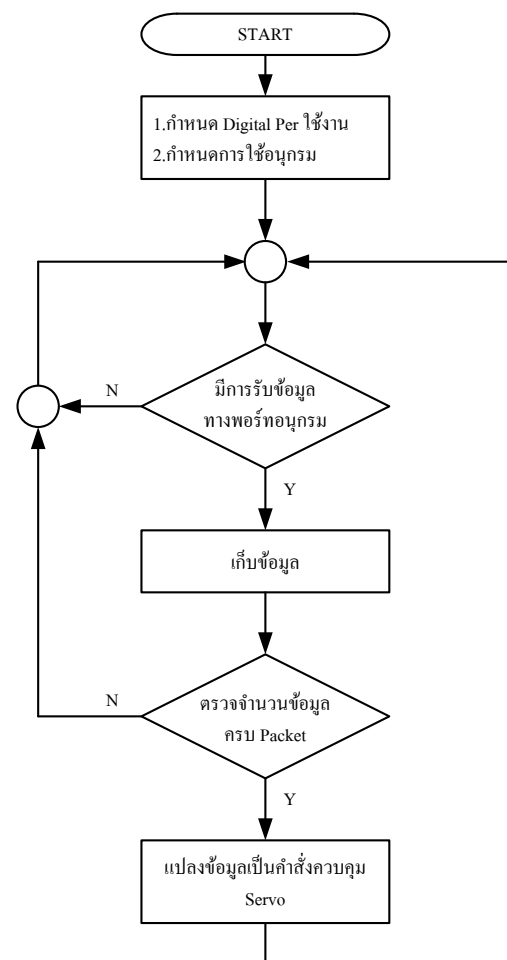 START
1.กำหนด Digital Per ใช้งาน
2.กำหนดการใช้อนุกรม
มีการรับข้อมูล
ทางพอร์ทอนุกรม
N
Y
เก็บข้อมูล
ตรวจจำนวนข้อมูล
ครบ Packet
N
Y
แปลงข้อมูลเป็นคำสั่งควบคุม
Servo